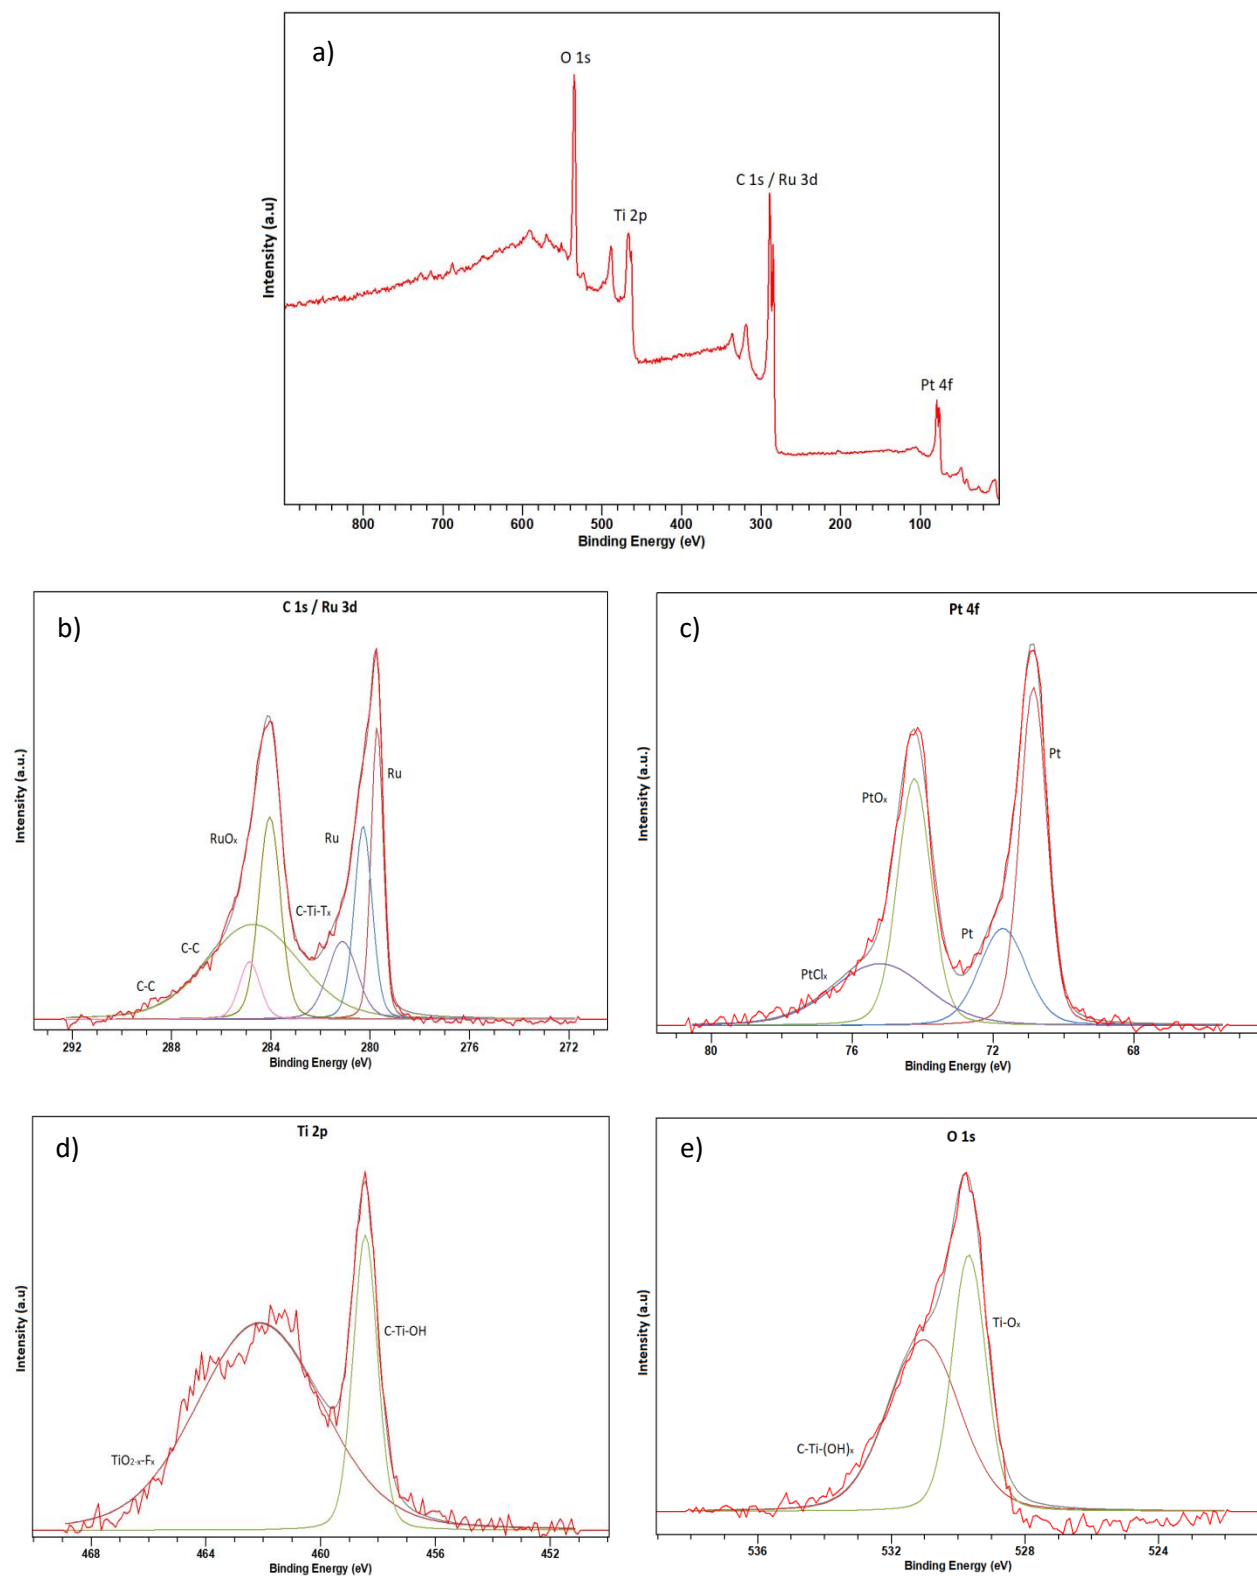 a)
O 1s
C 1s / Ru 3d
Ti 2p
Pt 4f
Intensity (a.u)
800 700 600 500 400 300 200 100
Binding Energy (eV)
b)
C 1s / Ru 3d
Ru
RuOₓ
Ru
C-Ti-Tₓ
C-C
C-C
Intensity (a.u.)
292 288 284 280 276 272
Binding Energy (eV)
c)
Pt 4f
Pt
PtOₓ
Pt
PtClₓ
Intensity (a.u.)
80 76 72 68
Binding Energy (eV)
d)
Ti 2p
C-Ti-OH
TiO₂₋ₓ-Fₓ
Intensity (a.u)
468 464 460 456 452
Binding Energy (eV)
e)
O 1s
Ti-Oₓ
C-Ti-(OH)ₓ
Intensity (a.u)
536 532 528 524
Binding Energy (eV)